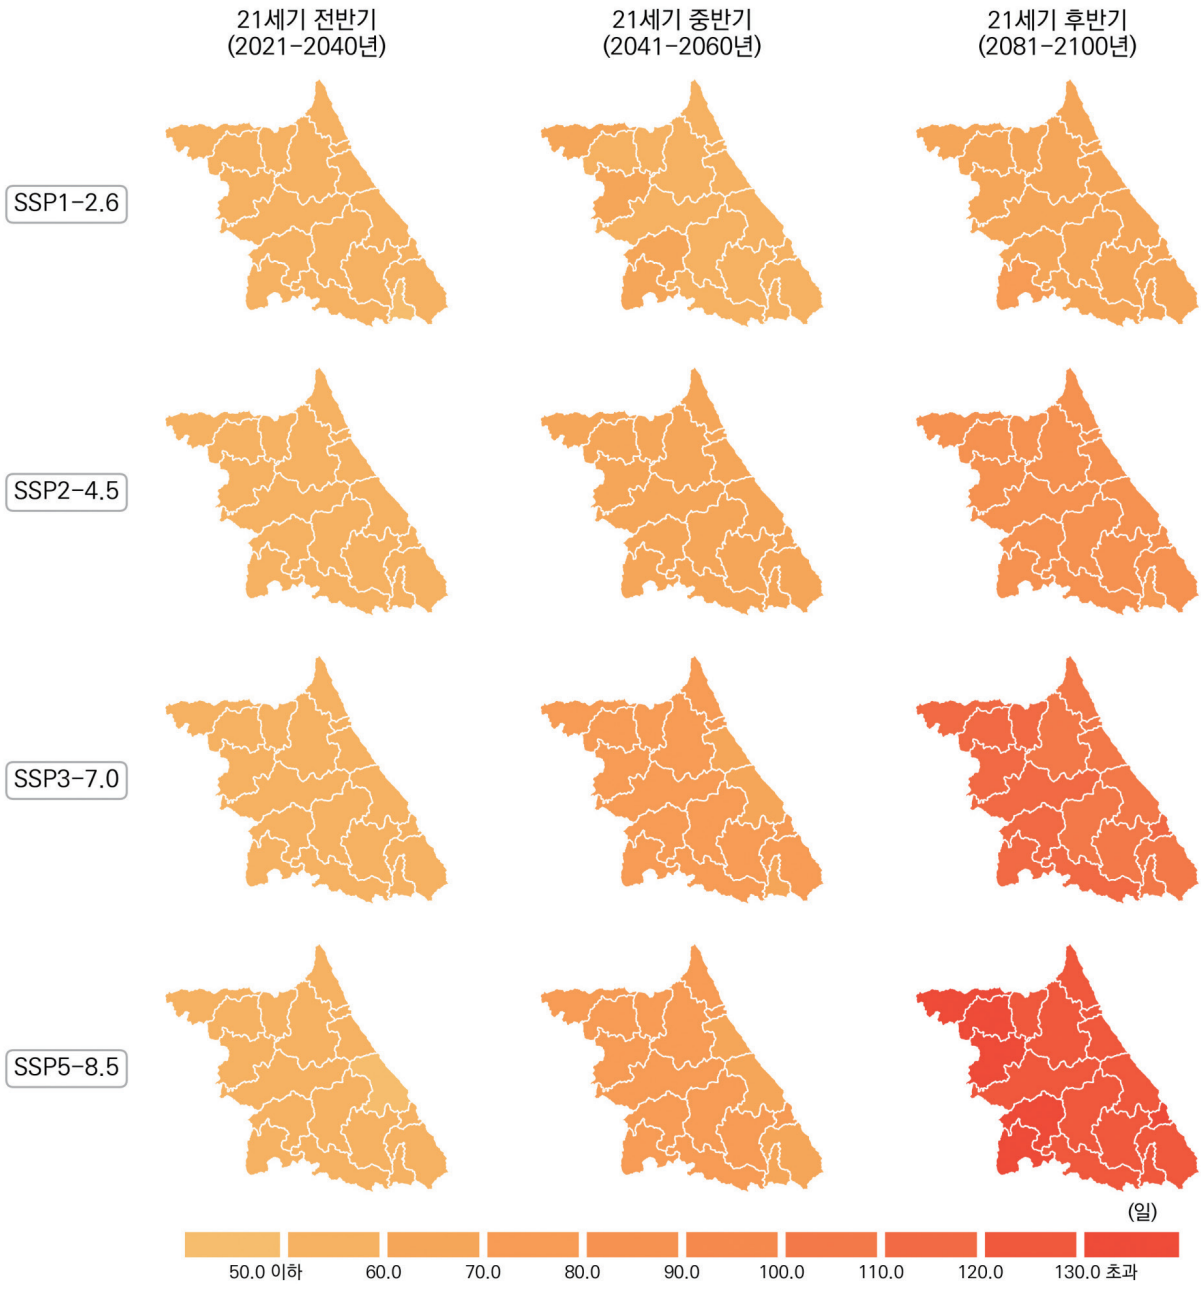 21세기 전반기
(2021-2040년)
21세기 중반기
(2041-2060년)
21세기 후반기
(2081-2100년)
SSP1-2.6
SSP2-4.5
SSP3-7.0
SSP5-8.5
(일)
50.0 이하 60.0 70.0 80.0 90.0 100.0 110.0 120.0 130.0 초과